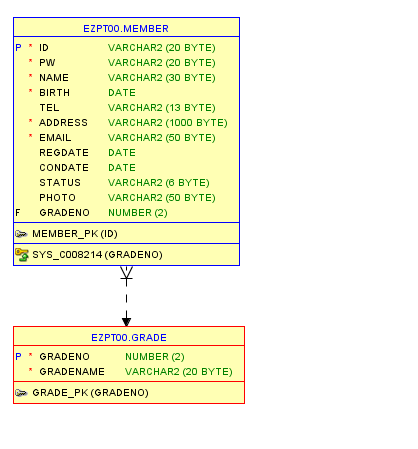 EZPT00.MEMBER
P * ID VARCHAR2 (20 BYTE)
* PW VARCHAR2 (20 BYTE)
* NAME VARCHAR2 (30 BYTE)
* BIRTH DATE
TEL VARCHAR2 (13 BYTE)
* ADDRESS VARCHAR2 (1000 BYTE)
* EMAIL VARCHAR2 (50 BYTE)
REGDATE DATE
CONDATE DATE
STATUS VARCHAR2 (6 BYTE)
PHOTO VARCHAR2 (50 BYTE)
F GRADENO NUMBER (2)
MEMBER_PK (ID)
SYS_C008214 (GRADENO)
EZPT00.GRADE
P * GRADENO NUMBER (2)
* GRADENAME VARCHAR2 (20 BYTE)
GRADE_PK (GRADENO)